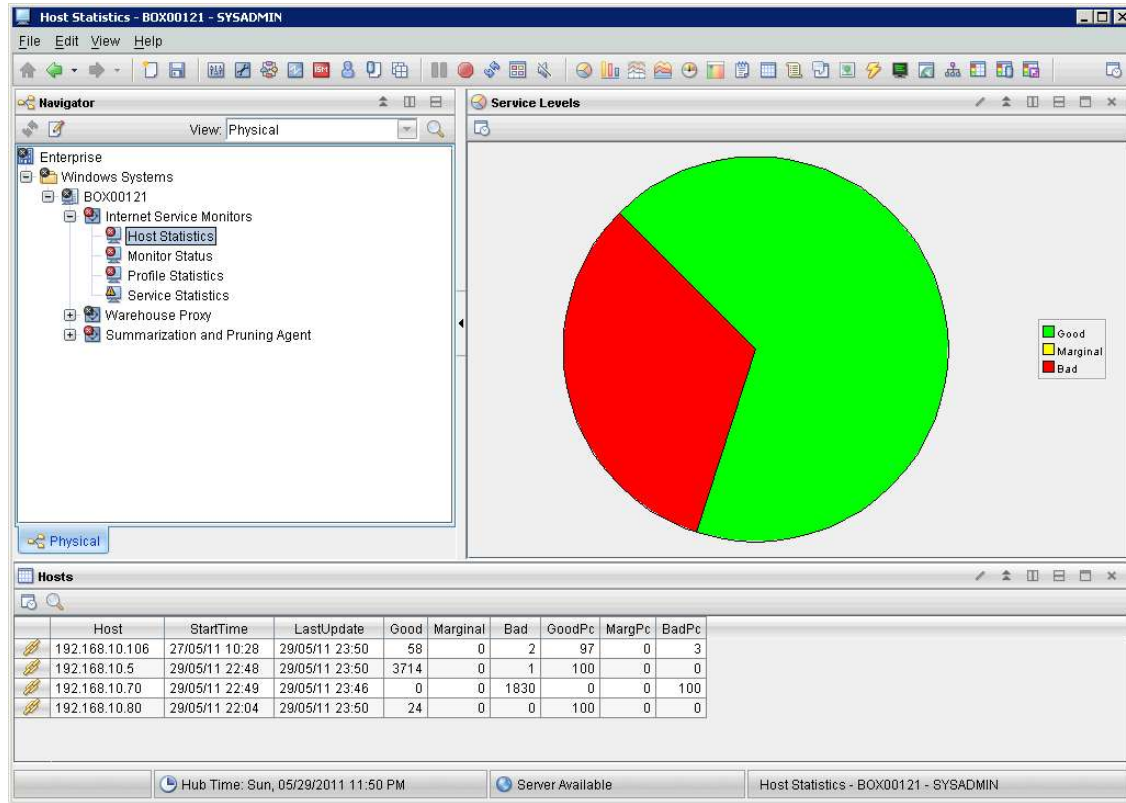 Host Statistics - BOX00121 - SYSADMIN
File Edit View Help
ISM
Navigator
View: Physical
Enterprise
Windows Systems
BOX00121
Internet Service Monitors
Host Statistics
Monitor Status
Profile Statistics
Service Statistics
Warehouse Proxy
Summarization and Pruning Agent
Physical
Service Levels
Good
Marginal
Bad
Hosts
Host StartTime LastUpdate Good Marginal Bad GoodPc MargPc BadPc
192.168.10.106 27/05/11 10:28 29/05/11 23:50 58 0 2 97 0 3
192.168.10.5 29/05/11 22:48 29/05/11 23:50 3714 0 1 100 0 0
192.168.10.70 29/05/11 22:49 29/05/11 23:46 0 0 1830 0 0 100
192.168.10.80 29/05/11 22:04 29/05/11 23:50 24 0 0 100 0 0
Hub Time: Sun, 05/29/2011 11:50 PM Server Available Host Statistics - BOX00121 - SYSADMIN